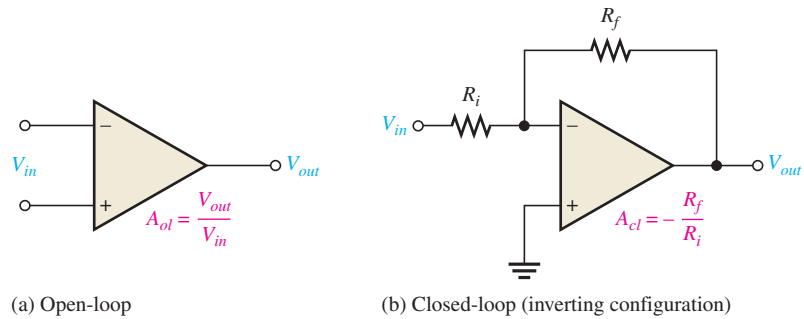 R_f
R_i
V_in
−
V_out
+
A_cl = − R_f / R_i
V_in
−
V_out
+
A_ol = V_out / V_in
(a) Open-loop
(b) Closed-loop (inverting configuration)